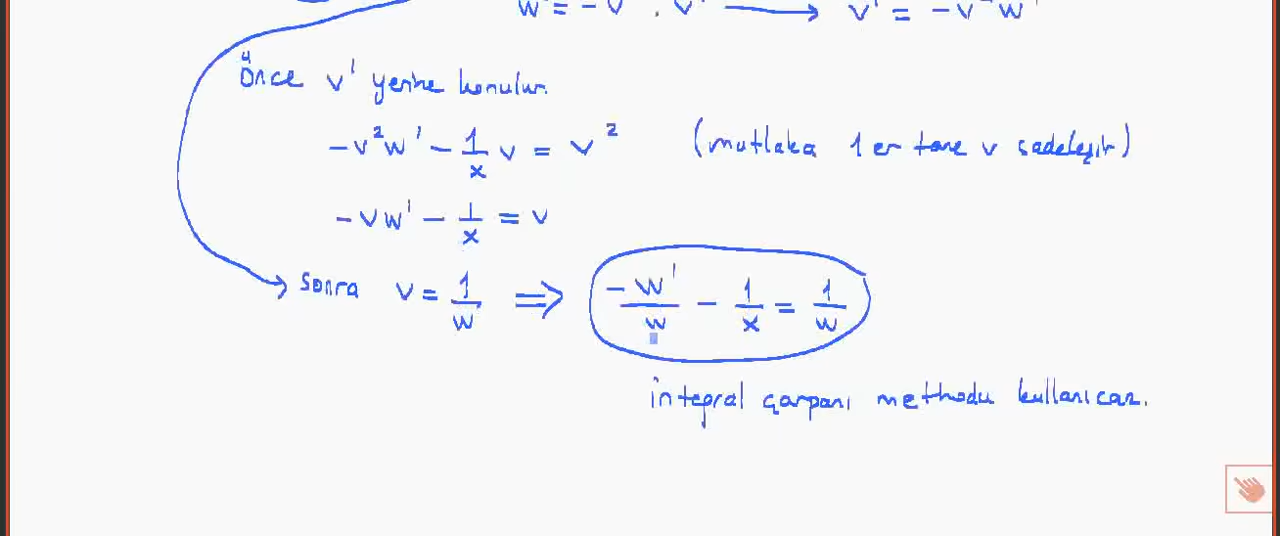 Önce v' yerine konulur.
-v²w' - 1/x v = v² (mutlaka 1 er tane v sadeleşir)
-vw' - 1/x = v
Sonra v = 1/w ⇒ -w'/w - 1/x = 1/w
integral çarpanı methodu kullanıcaz.